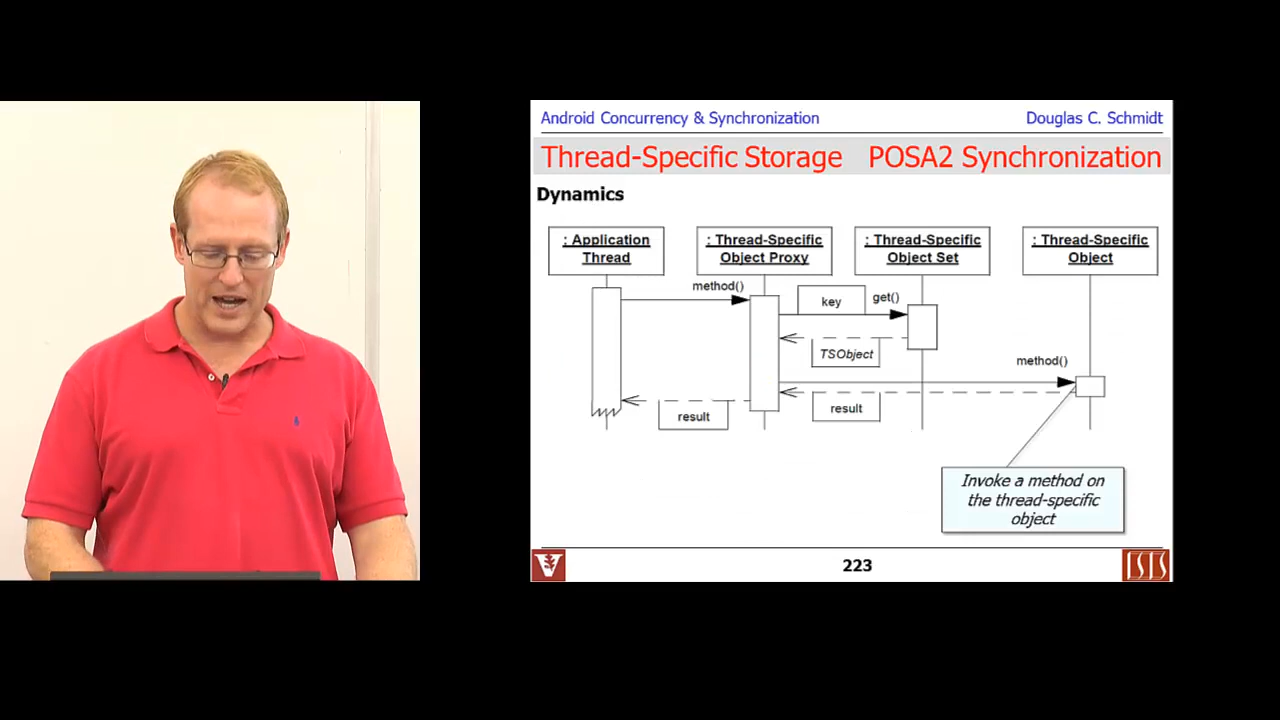 Android Concurrency & Synchronization Douglas C. Schmidt
Thread-Specific Storage POSA2 Synchronization
Dynamics
: Application
Thread
: Thread-Specific
Object Proxy
: Thread-Specific
Object Set
: Thread-Specific
Object
method()
key
get()
TSObject
method()
result
result
Invoke a method on
the thread-specific
object
223
V
ISIS